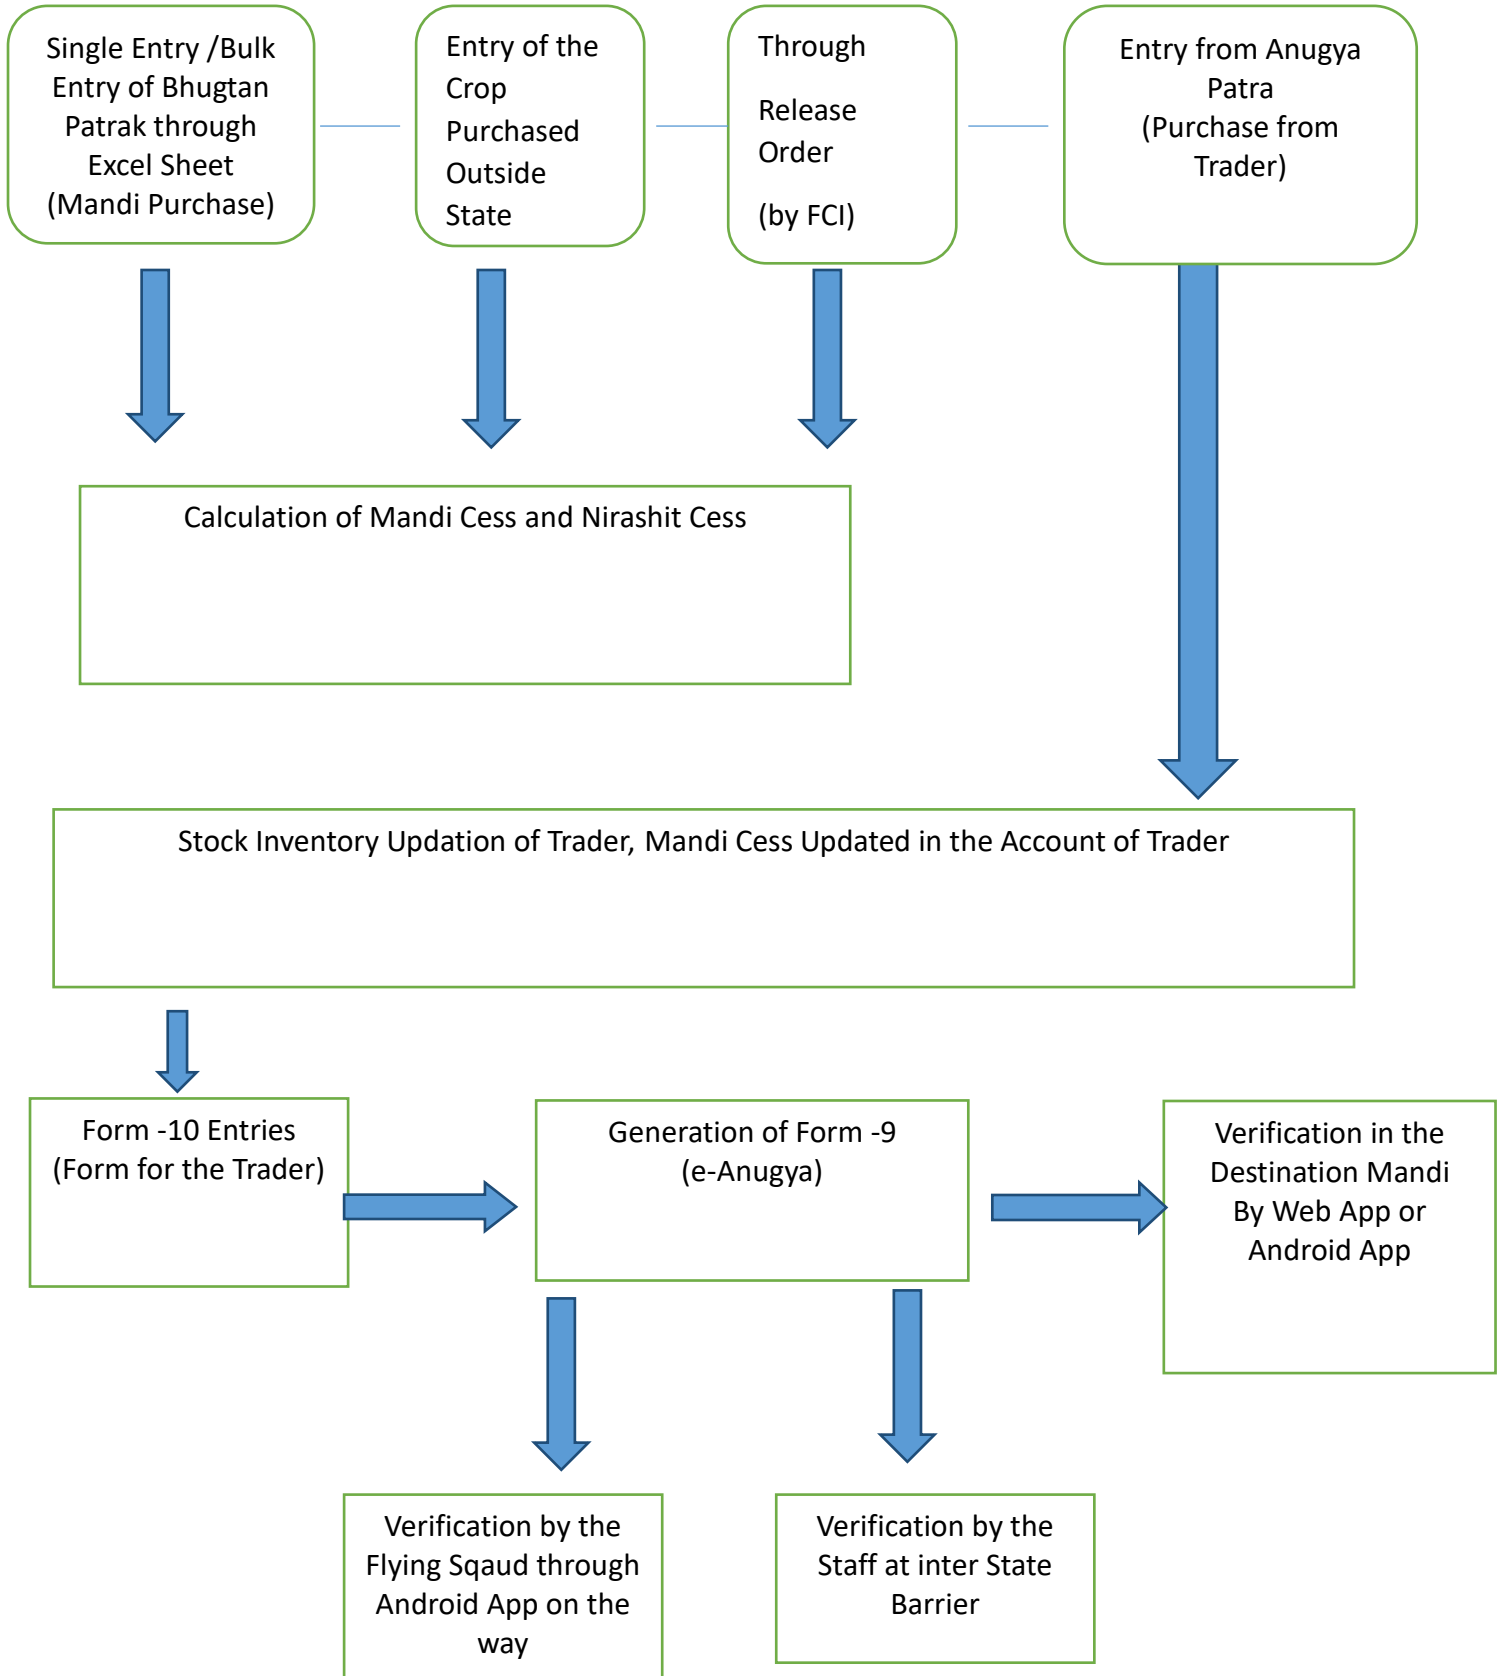 Single Entry /Bulk
Entry of Bhugtan
Patrak through
Excel Sheet
(Mandi Purchase)
Entry of the
Crop
Purchased
Outside
State
Through
Release
Order
(by FCI)
Entry from Anugya
Patra
(Purchase from
Trader)
Calculation of Mandi Cess and Nirashit Cess
Stock Inventory Updation of Trader, Mandi Cess Updated in the Account of Trader
Form -10 Entries
(Form for the Trader)
Generation of Form -9
(e-Anugya)
Verification in the
Destination Mandi
By Web App or
Android App
Verification by the
Flying Sqaud through
Android App on the
way
Verification by the
Staff at inter State
Barrier